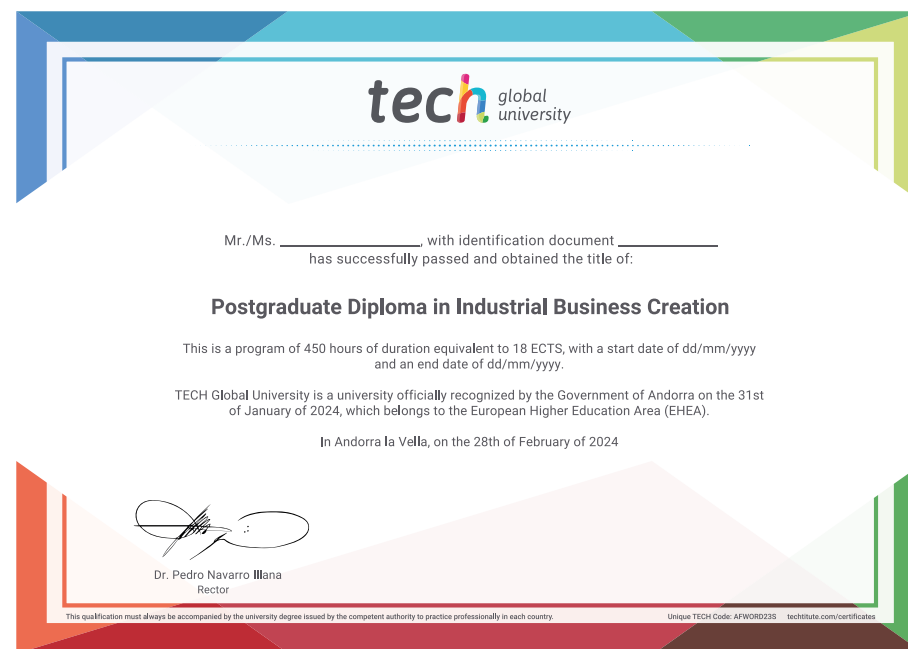 tech global university
Mr./Ms. ____________________, with identification document ______________
has successfully passed and obtained the title of:
Postgraduate Diploma in Industrial Business Creation
This is a program of 450 hours of duration equivalent to 18 ECTS, with a start date of dd/mm/yyyy
and an end date of dd/mm/yyyy.
TECH Global University is a university officially recognized by the Government of Andorra on the 31st
of January of 2024, which belongs to the European Higher Education Area (EHEA).
In Andorra la Vella, on the 28th of February of 2024
Dr. Pedro Navarro Illana
Rector
This qualification must always be accompanied by the university degree issued by the competent authority to practice professionally in each country.
Unique TECH Code: AFWORD23S techtitute.com/certificates